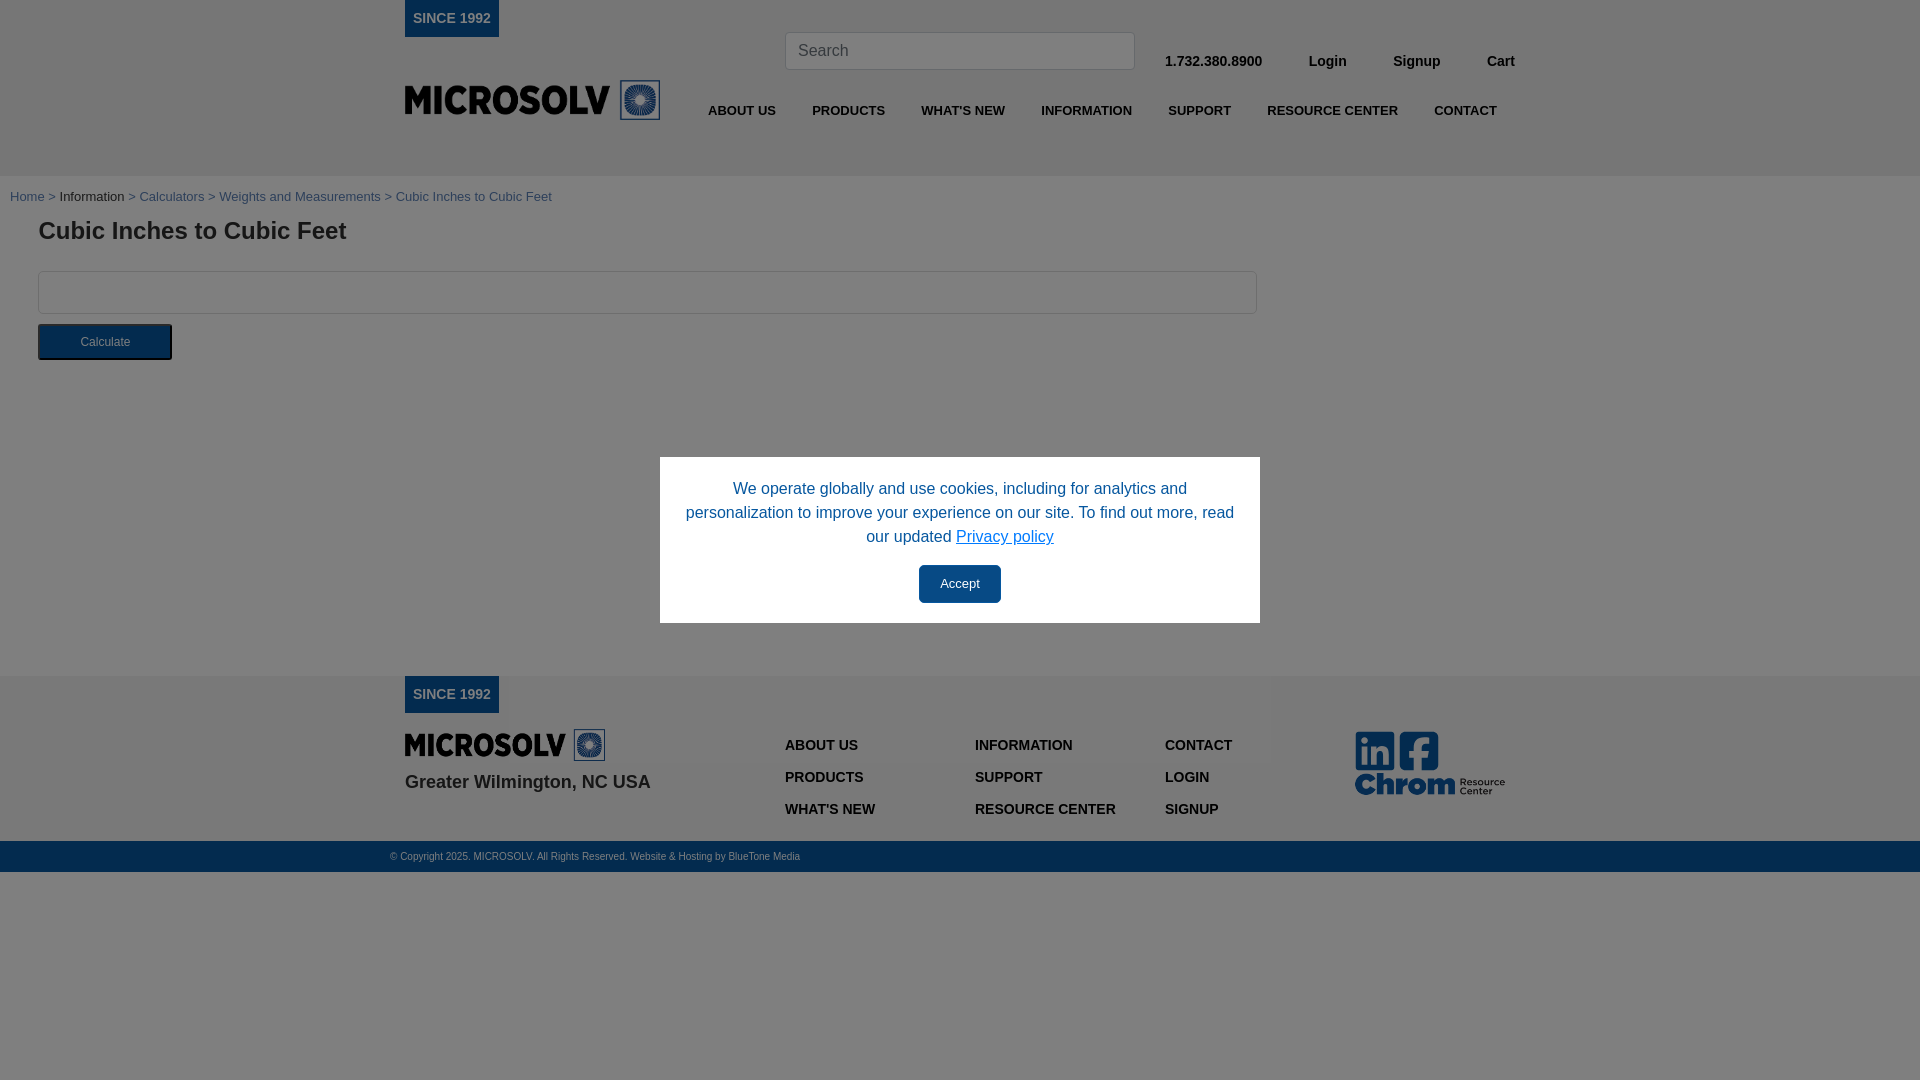 SINCE 1992
Search
1.732.380.8900 Login Signup Cart
MICROSOLV
ABOUT US PRODUCTS WHAT'S NEW INFORMATION SUPPORT RESOURCE CENTER CONTACT
Home > Information > Calculators > Weights and Measurements > Cubic Inches to Cubic Feet
Cubic Inches to Cubic Feet
Calculate
We operate globally and use cookies, including for analytics and
personalization to improve your experience on our site. To find out more, read
our updated Privacy policy
Accept
SINCE 1992
MICROSOLV
Greater Wilmington, NC USA
ABOUT US
PRODUCTS
WHAT'S NEW
INFORMATION
SUPPORT
RESOURCE CENTER
CONTACT
LOGIN
SIGNUP
in f
Chrom Resource Center
© Copyright 2025. MICROSOLV. All Rights Reserved. Website & Hosting by BlueTone Media